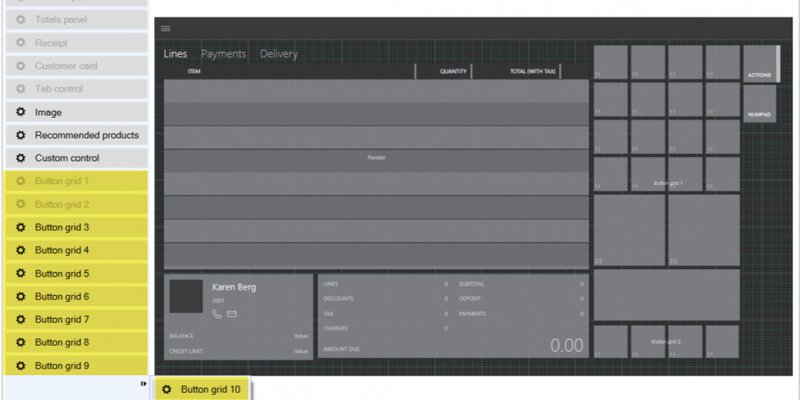 Totals panel
Receipt
Customer card
Tab control
Image
Recommended products
Custom control
Button grid 1
Button grid 2
Button grid 3
Button grid 4
Button grid 5
Button grid 6
Button grid 7
Button grid 8
Button grid 9
Button grid 10
Lines Payments Delivery
ITEM QUANTITY TOTAL (WITH TAX)
Receipt
Karen Berg
2001
BALANCE Value
CREDIT LIMIT Value
LINES 0 SUBTOTAL 0
DISCOUNTS 0 DEPOSIT 0
TAX 0 PAYMENTS 0
CHARGES 0
AMOUNT DUE 0.00
ACTIONS
NUMPAD
Button grid 1
2:2 2:2
Button grid 2